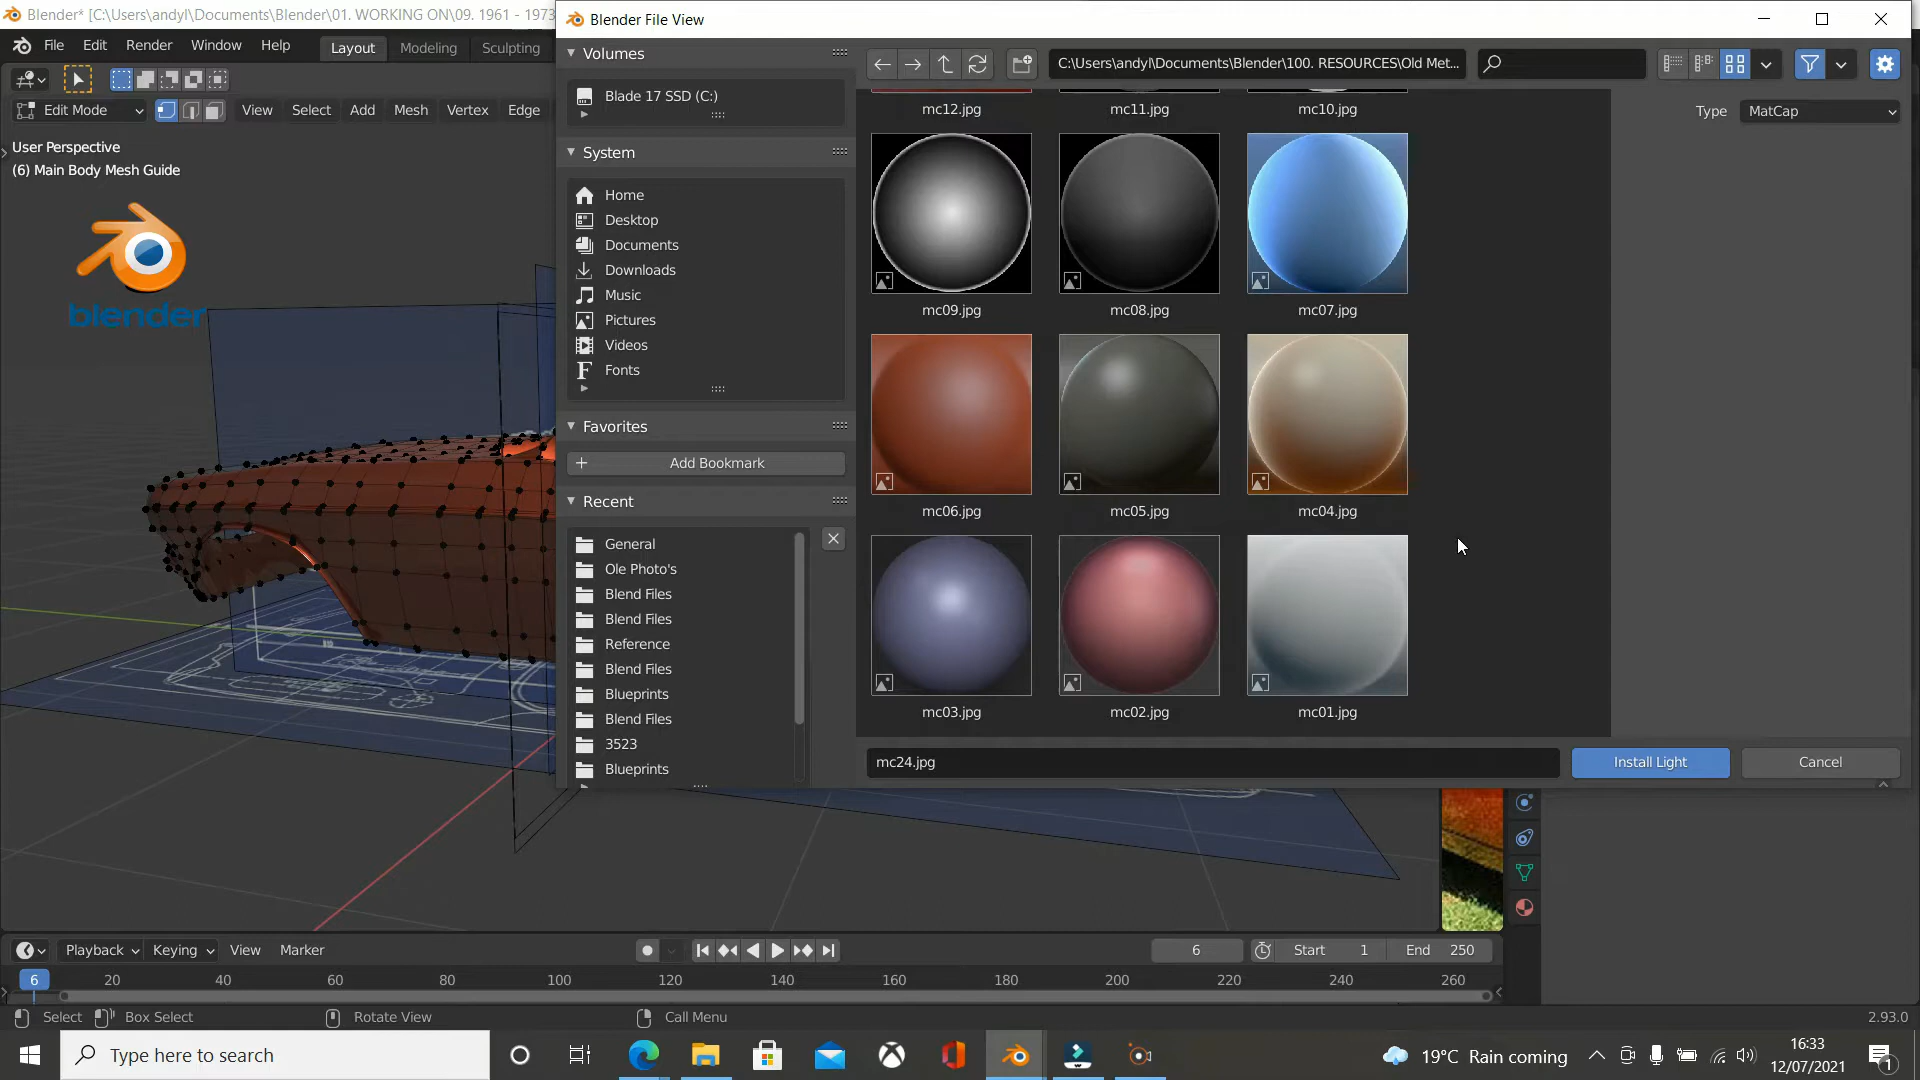 Blender* [C:\Users\andyl\Documents\Blender\01. WORKING ON\09. 1961 - 1973
Blender File View
File Edit Render Window Help Layout Modeling Sculpting
Edit Mode View Select Add Mesh Vertex Edge
User Perspective
(6) Main Body Mesh Guide
blender
Volumes
Blade 17 SSD (C:)
System
Home
Desktop
Documents
Downloads
Music
Pictures
Videos
Fonts
Favorites
Add Bookmark
Recent
General
Ole Photo's
Blend Files
Blend Files
Reference
Blend Files
Blueprints
Blend Files
3523
Blueprints
C:\Users\andyl\Documents\Blender\100. RESOURCES\Old Met...
Type MatCap
mc12.jpg mc11.jpg mc10.jpg
mc09.jpg mc08.jpg mc07.jpg
mc06.jpg mc05.jpg mc04.jpg
mc03.jpg mc02.jpg mc01.jpg
mc24.jpg Install Light Cancel
Playback Keying View Marker 6 Start 1 End 250
6 20 40 60 80 100 120 140 160 180 200 220 240 260
Select Box Select Rotate View Call Menu 2.93.0
Type here to search 19°C Rain coming 16:33
12/07/2021 1